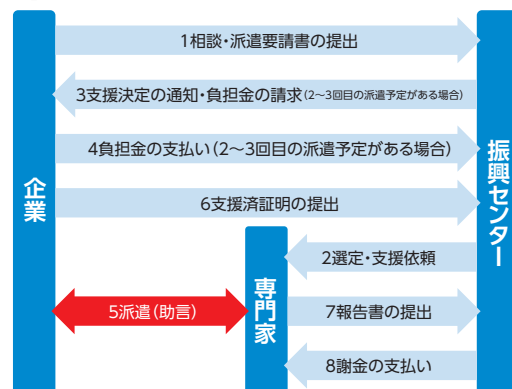 1相談・派遣要請書の提出
3支援決定の通知・負担金の請求(2〜3回目の派遣予定がある場合)
4負担金の支払い(2〜3回目の派遣予定がある場合)
6支援済証明の提出
企業
振興センター
専門家
2選定・支援依頼
5派遣(助言)
7報告書の提出
8謝金の支払い